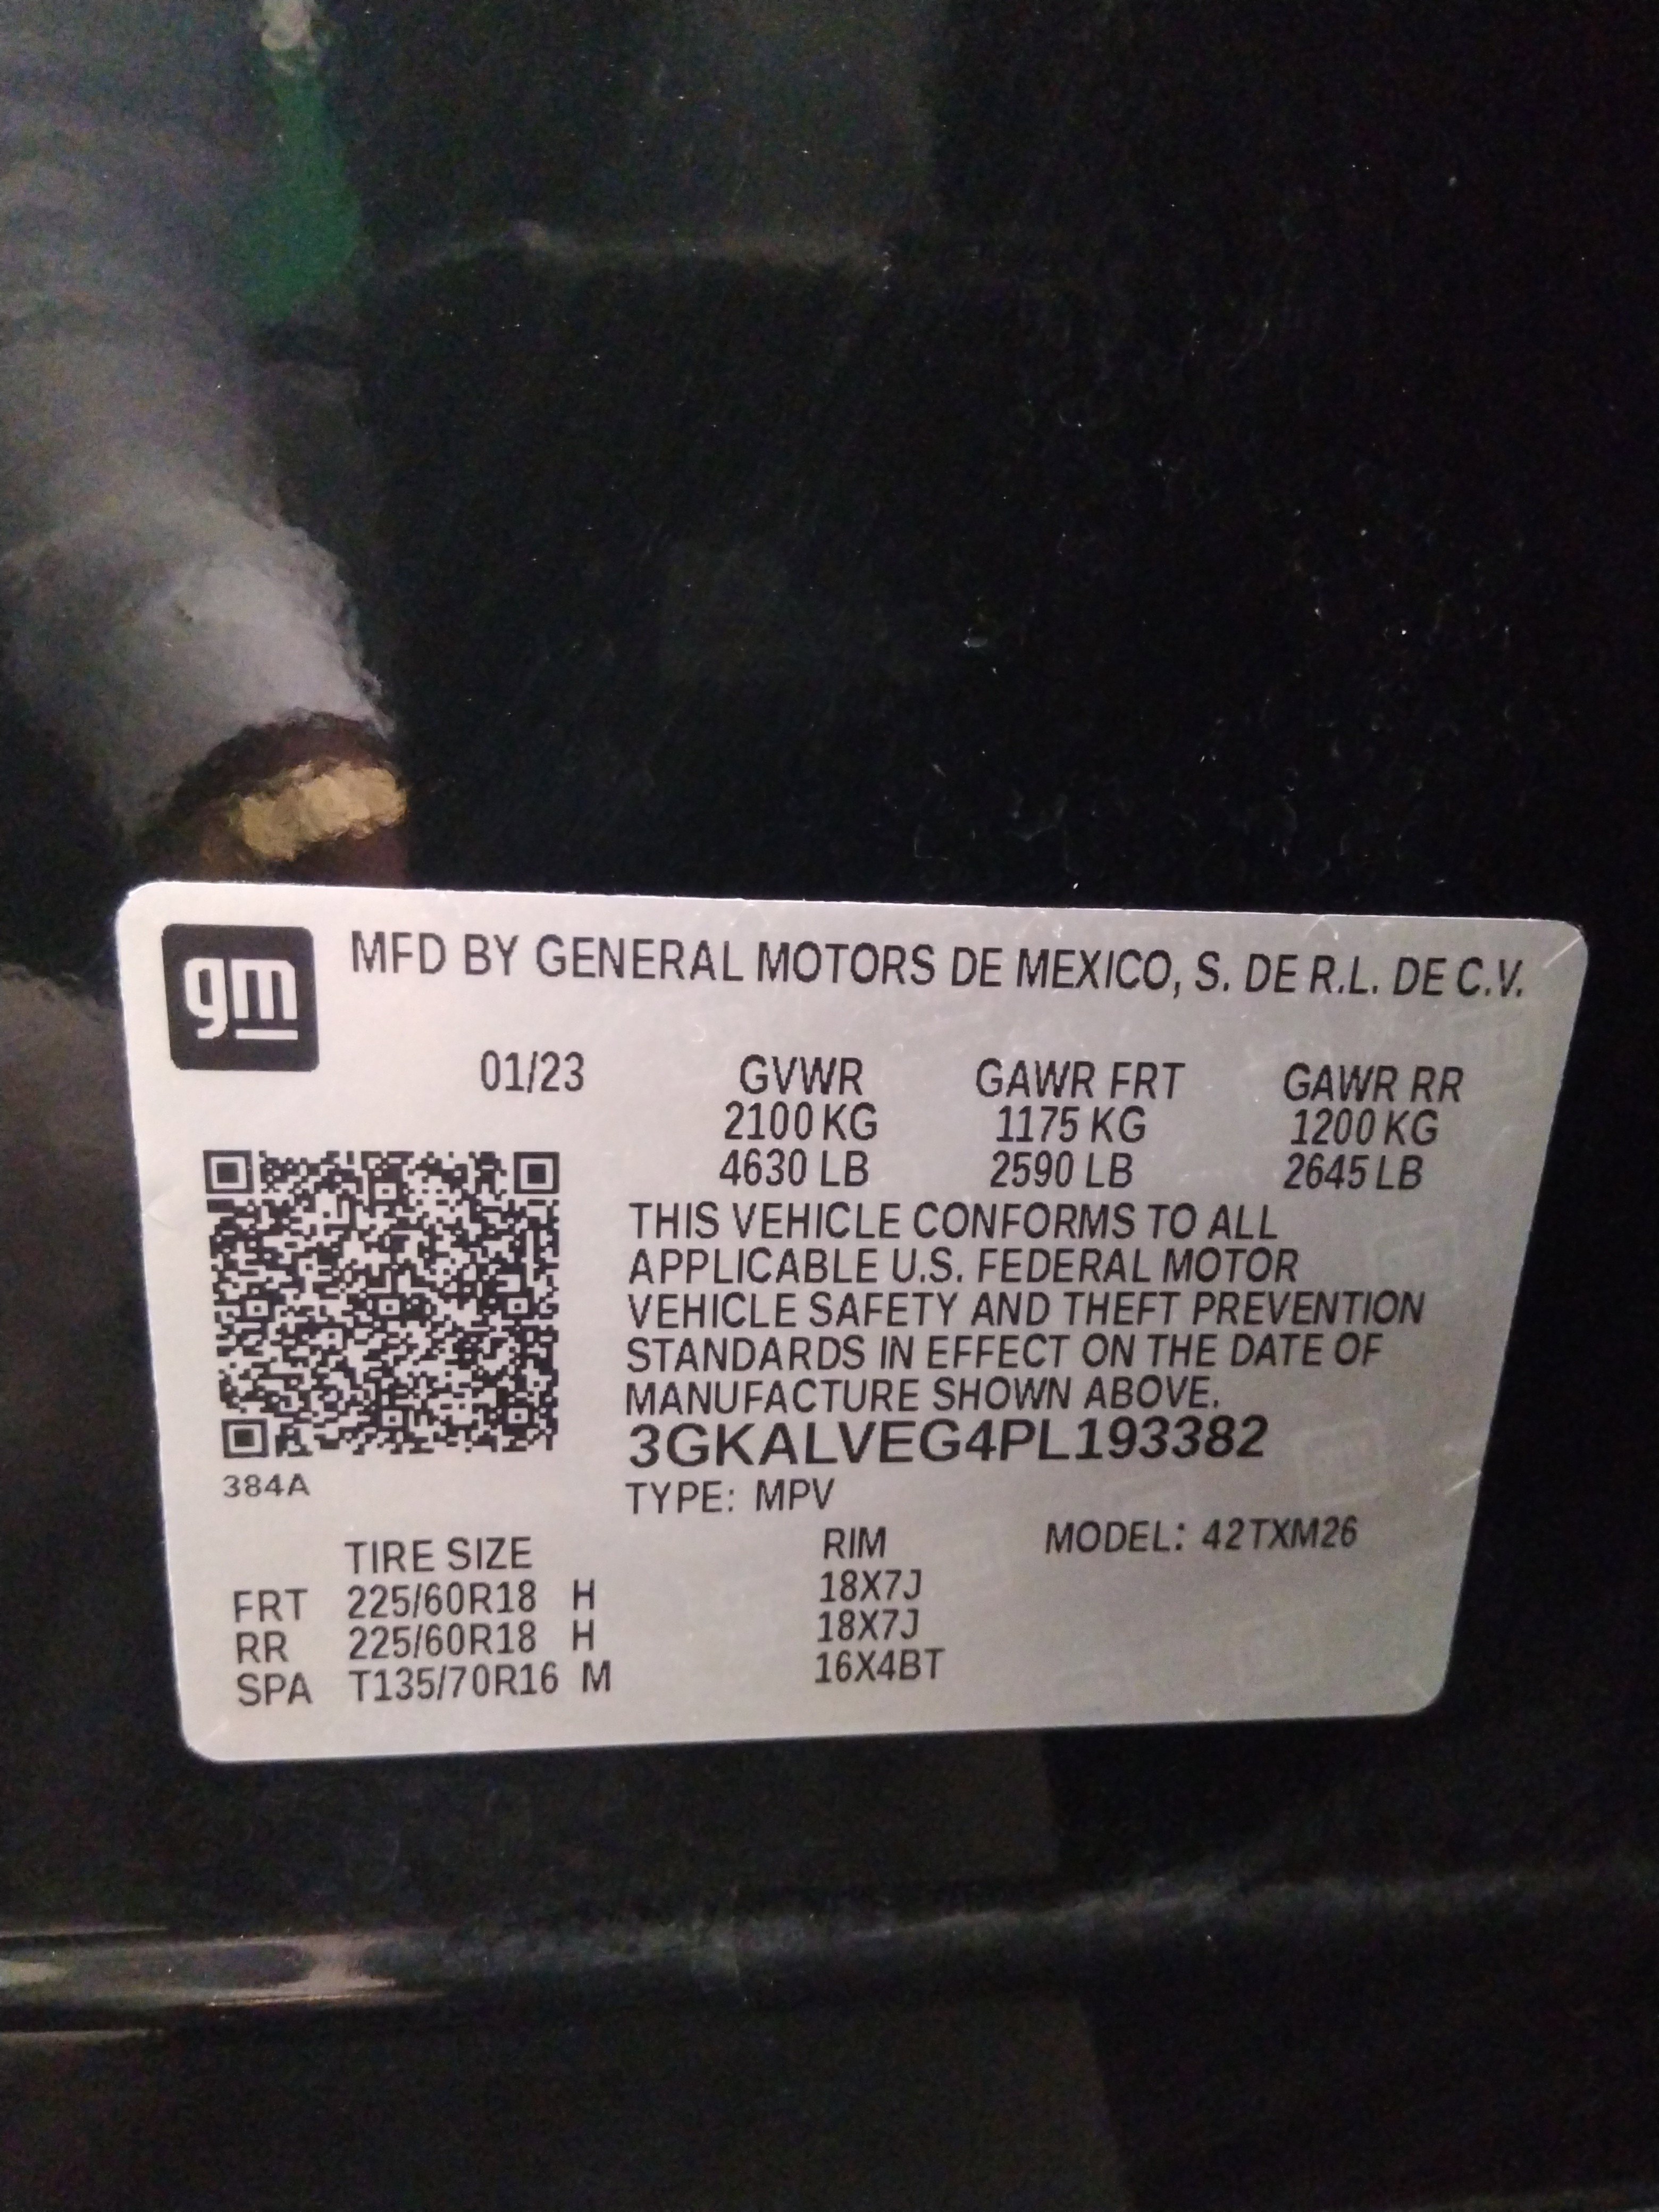 gm
MFD BY GENERAL MOTORS DE MEXICO, S. DE R.L. DE C.V.
01/23 GVWR GAWR FRT GAWR RR
2100 KG 1175 KG 1200 KG
4630 LB 2590 LB 2645 LB
THIS VEHICLE CONFORMS TO ALL
APPLICABLE U.S. FEDERAL MOTOR
VEHICLE SAFETY AND THEFT PREVENTION
STANDARDS IN EFFECT ON THE DATE OF
MANUFACTURE SHOWN ABOVE.
3GKALVEG4PL193382
384A
TYPE: MPV
TIRE SIZE RIM MODEL: 42TXM26
FRT 225/60R18 H 18X7J
RR 225/60R18 H 18X7J
SPA T135/70R16 M 16X4BT